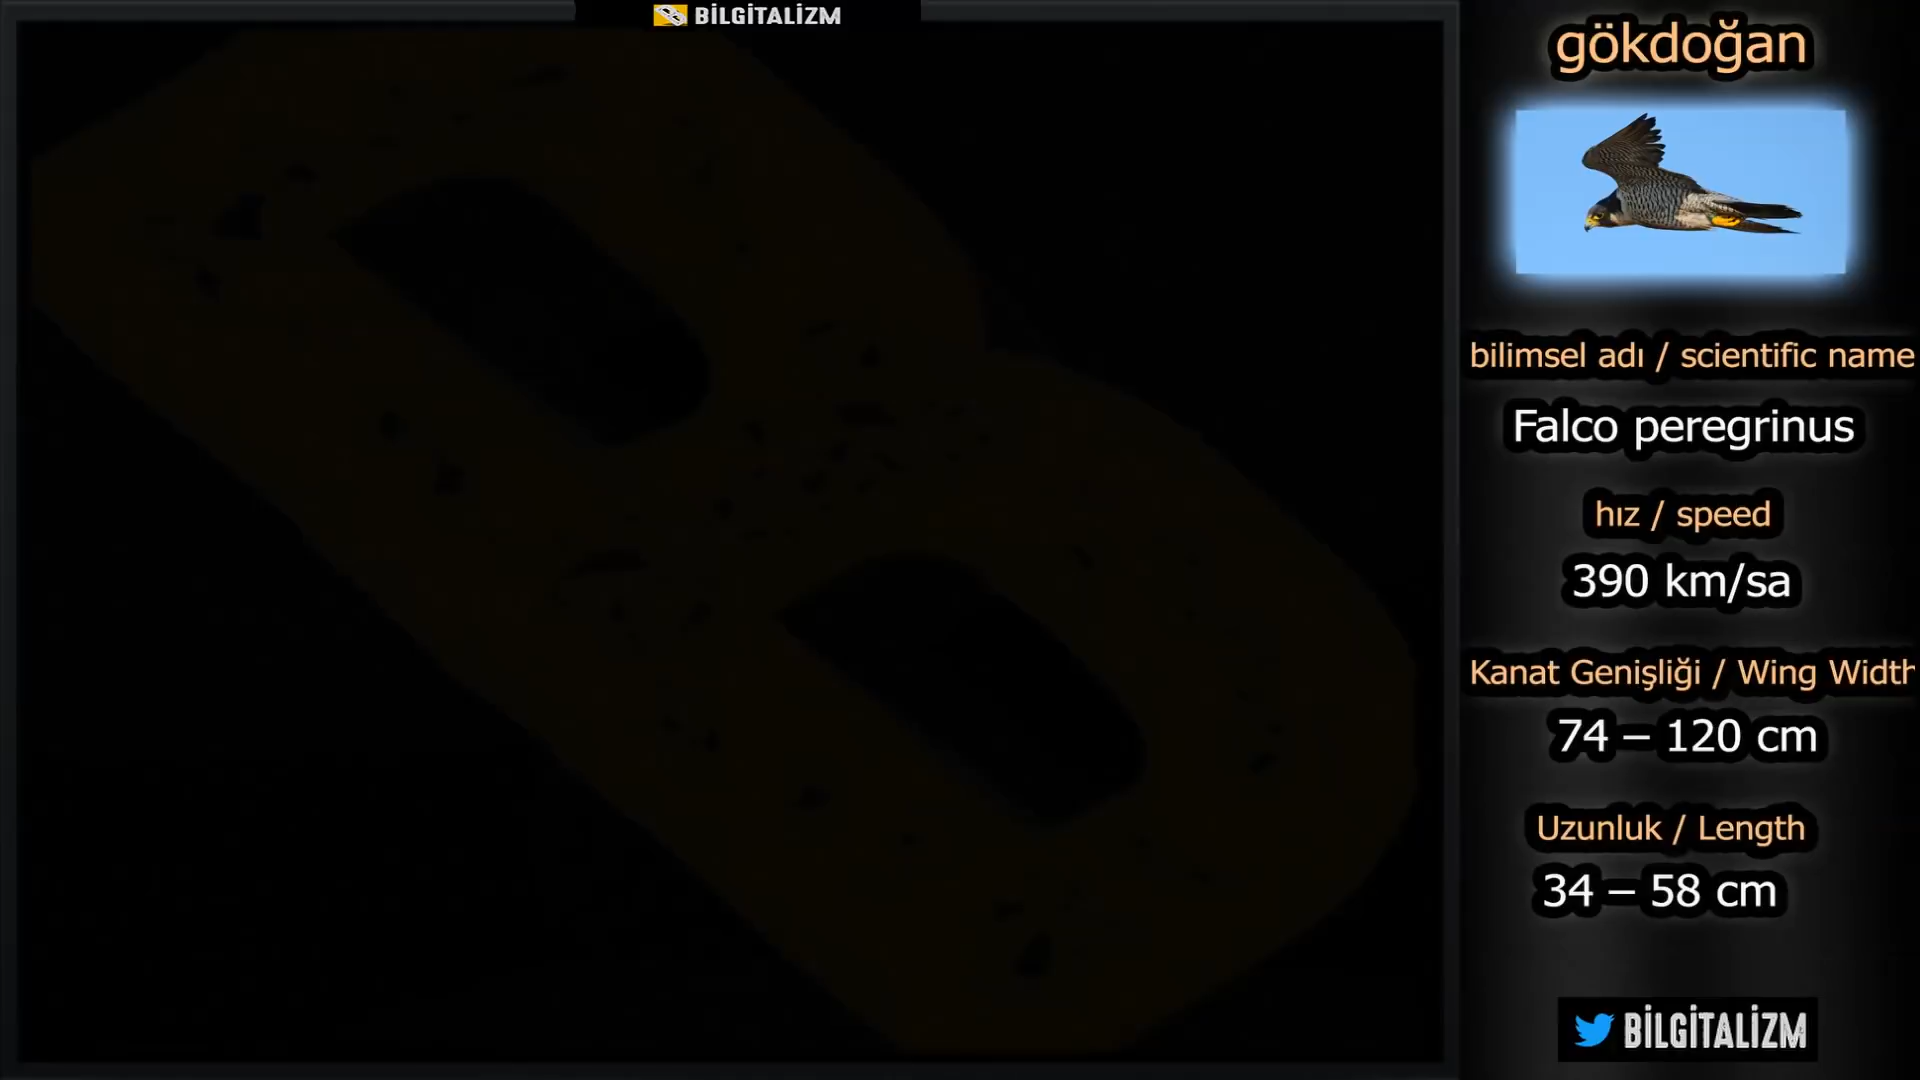 BİLGİTALİZM
gökdoğan
bilimsel adı / scientific name
Falco peregrinus
hız / speed
390 km/sa
Kanat Genişliği / Wing Width
74 – 120 cm
Uzunluk / Length
34 – 58 cm
BİLGİTALİZM